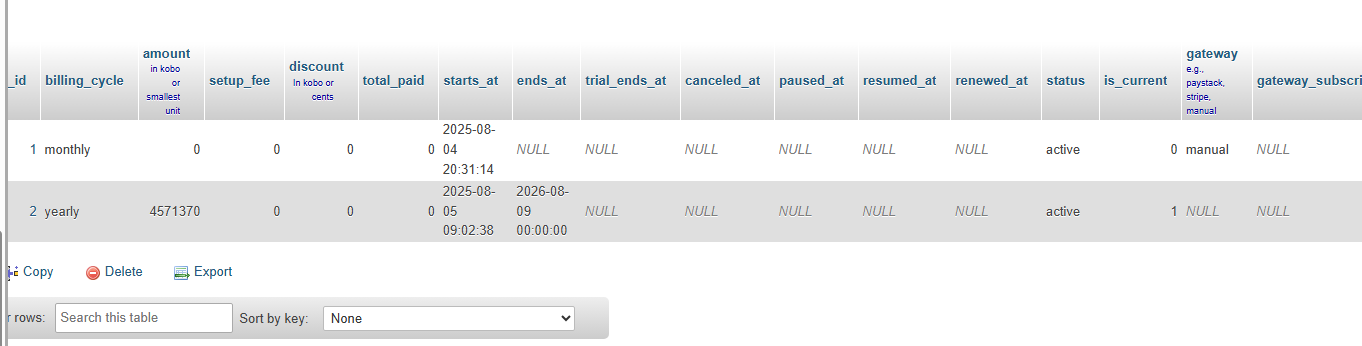 _id billing_cycle amount in kobo or smallest unit setup_fee discount In kobo or cents total_paid starts_at ends_at trial_ends_at canceled_at paused_at resumed_at renewed_at status is_current gateway e.g., paystack, stripe, manual gateway_subscri
1 monthly 0 0 0 0 2025-08-04 20:31:14 NULL NULL NULL NULL NULL NULL active 0 manual NULL
2 yearly 4571370 0 0 0 2025-08-05 09:02:38 2026-08-09 00:00:00 NULL NULL NULL NULL NULL active 1 NULL NULL
Copy Delete Export
r rows: Search this table Sort by key: None